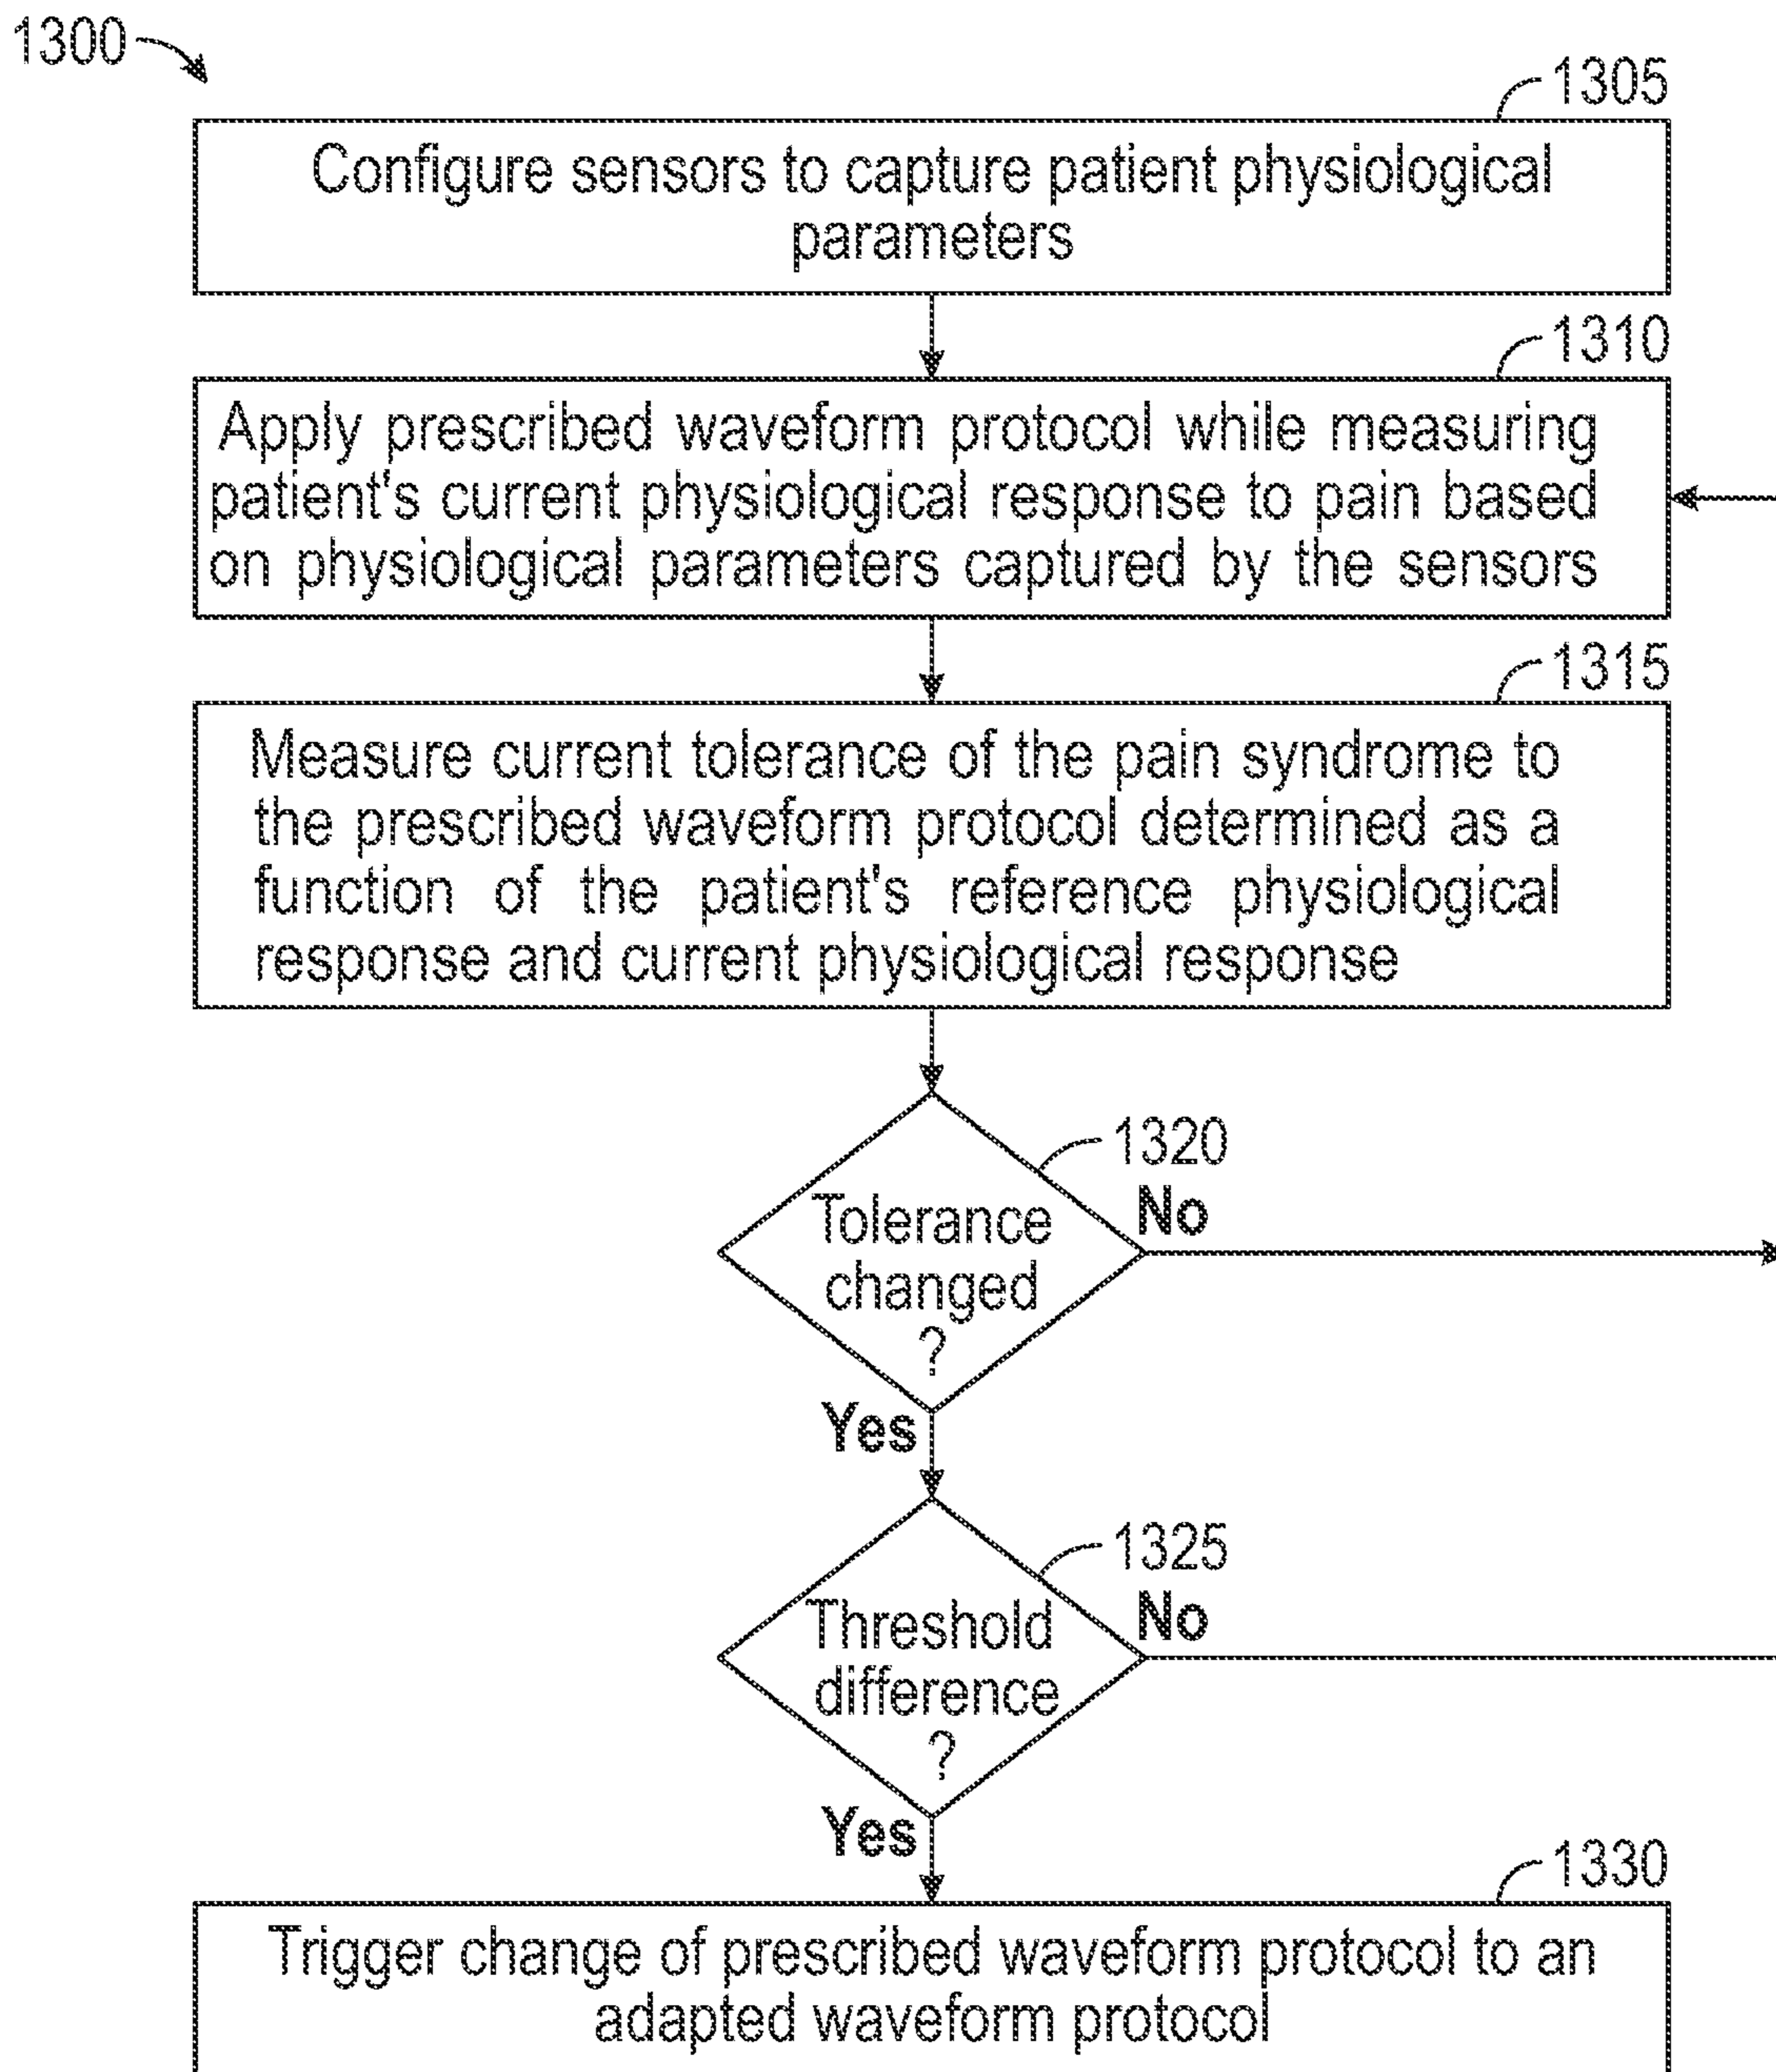 1300
1305
Configure sensors to capture patient physiological
parameters
1310
Apply prescribed waveform protocol while measuring
patient's current physiological response to pain based
on physiological parameters captured by the sensors
1315
Measure current tolerance of the pain syndrome to
the prescribed waveform protocol determined as a
function of the patient's reference physiological
response and current physiological response
1320
No
Tolerance
changed
?
Yes
1325
No
Threshold
difference
?
Yes
1330
Trigger change of prescribed waveform protocol to an
adapted waveform protocol